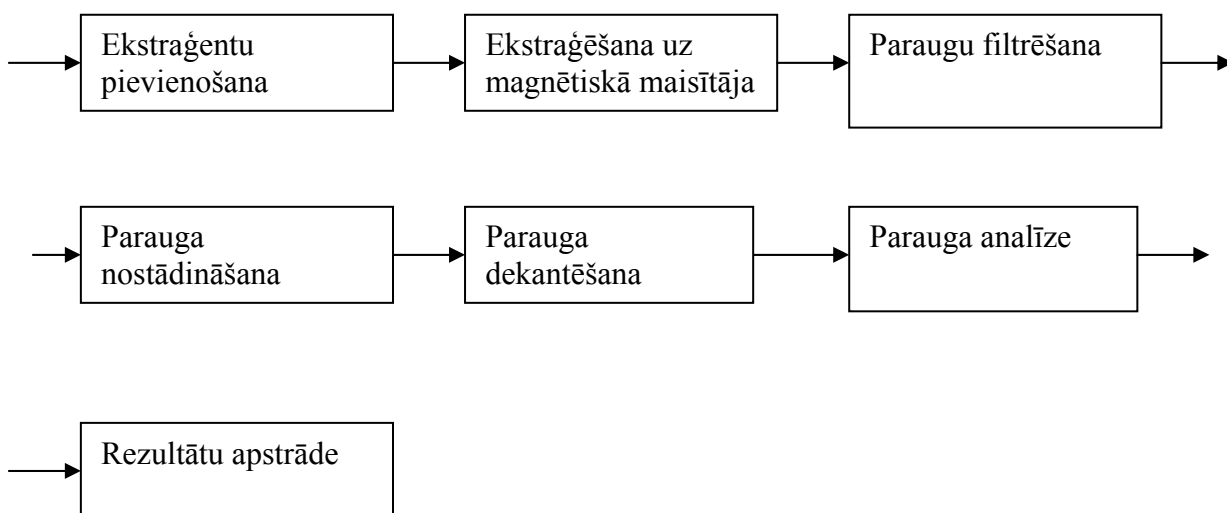 Ekstraģentu
pievienošana
Ekstraģēšana uz
magnētiskā maisītāja
Paraugu filtrēšana
Parauga
nostādināšana
Parauga
dekantēšana
Parauga analīze
Rezultātu apstrāde